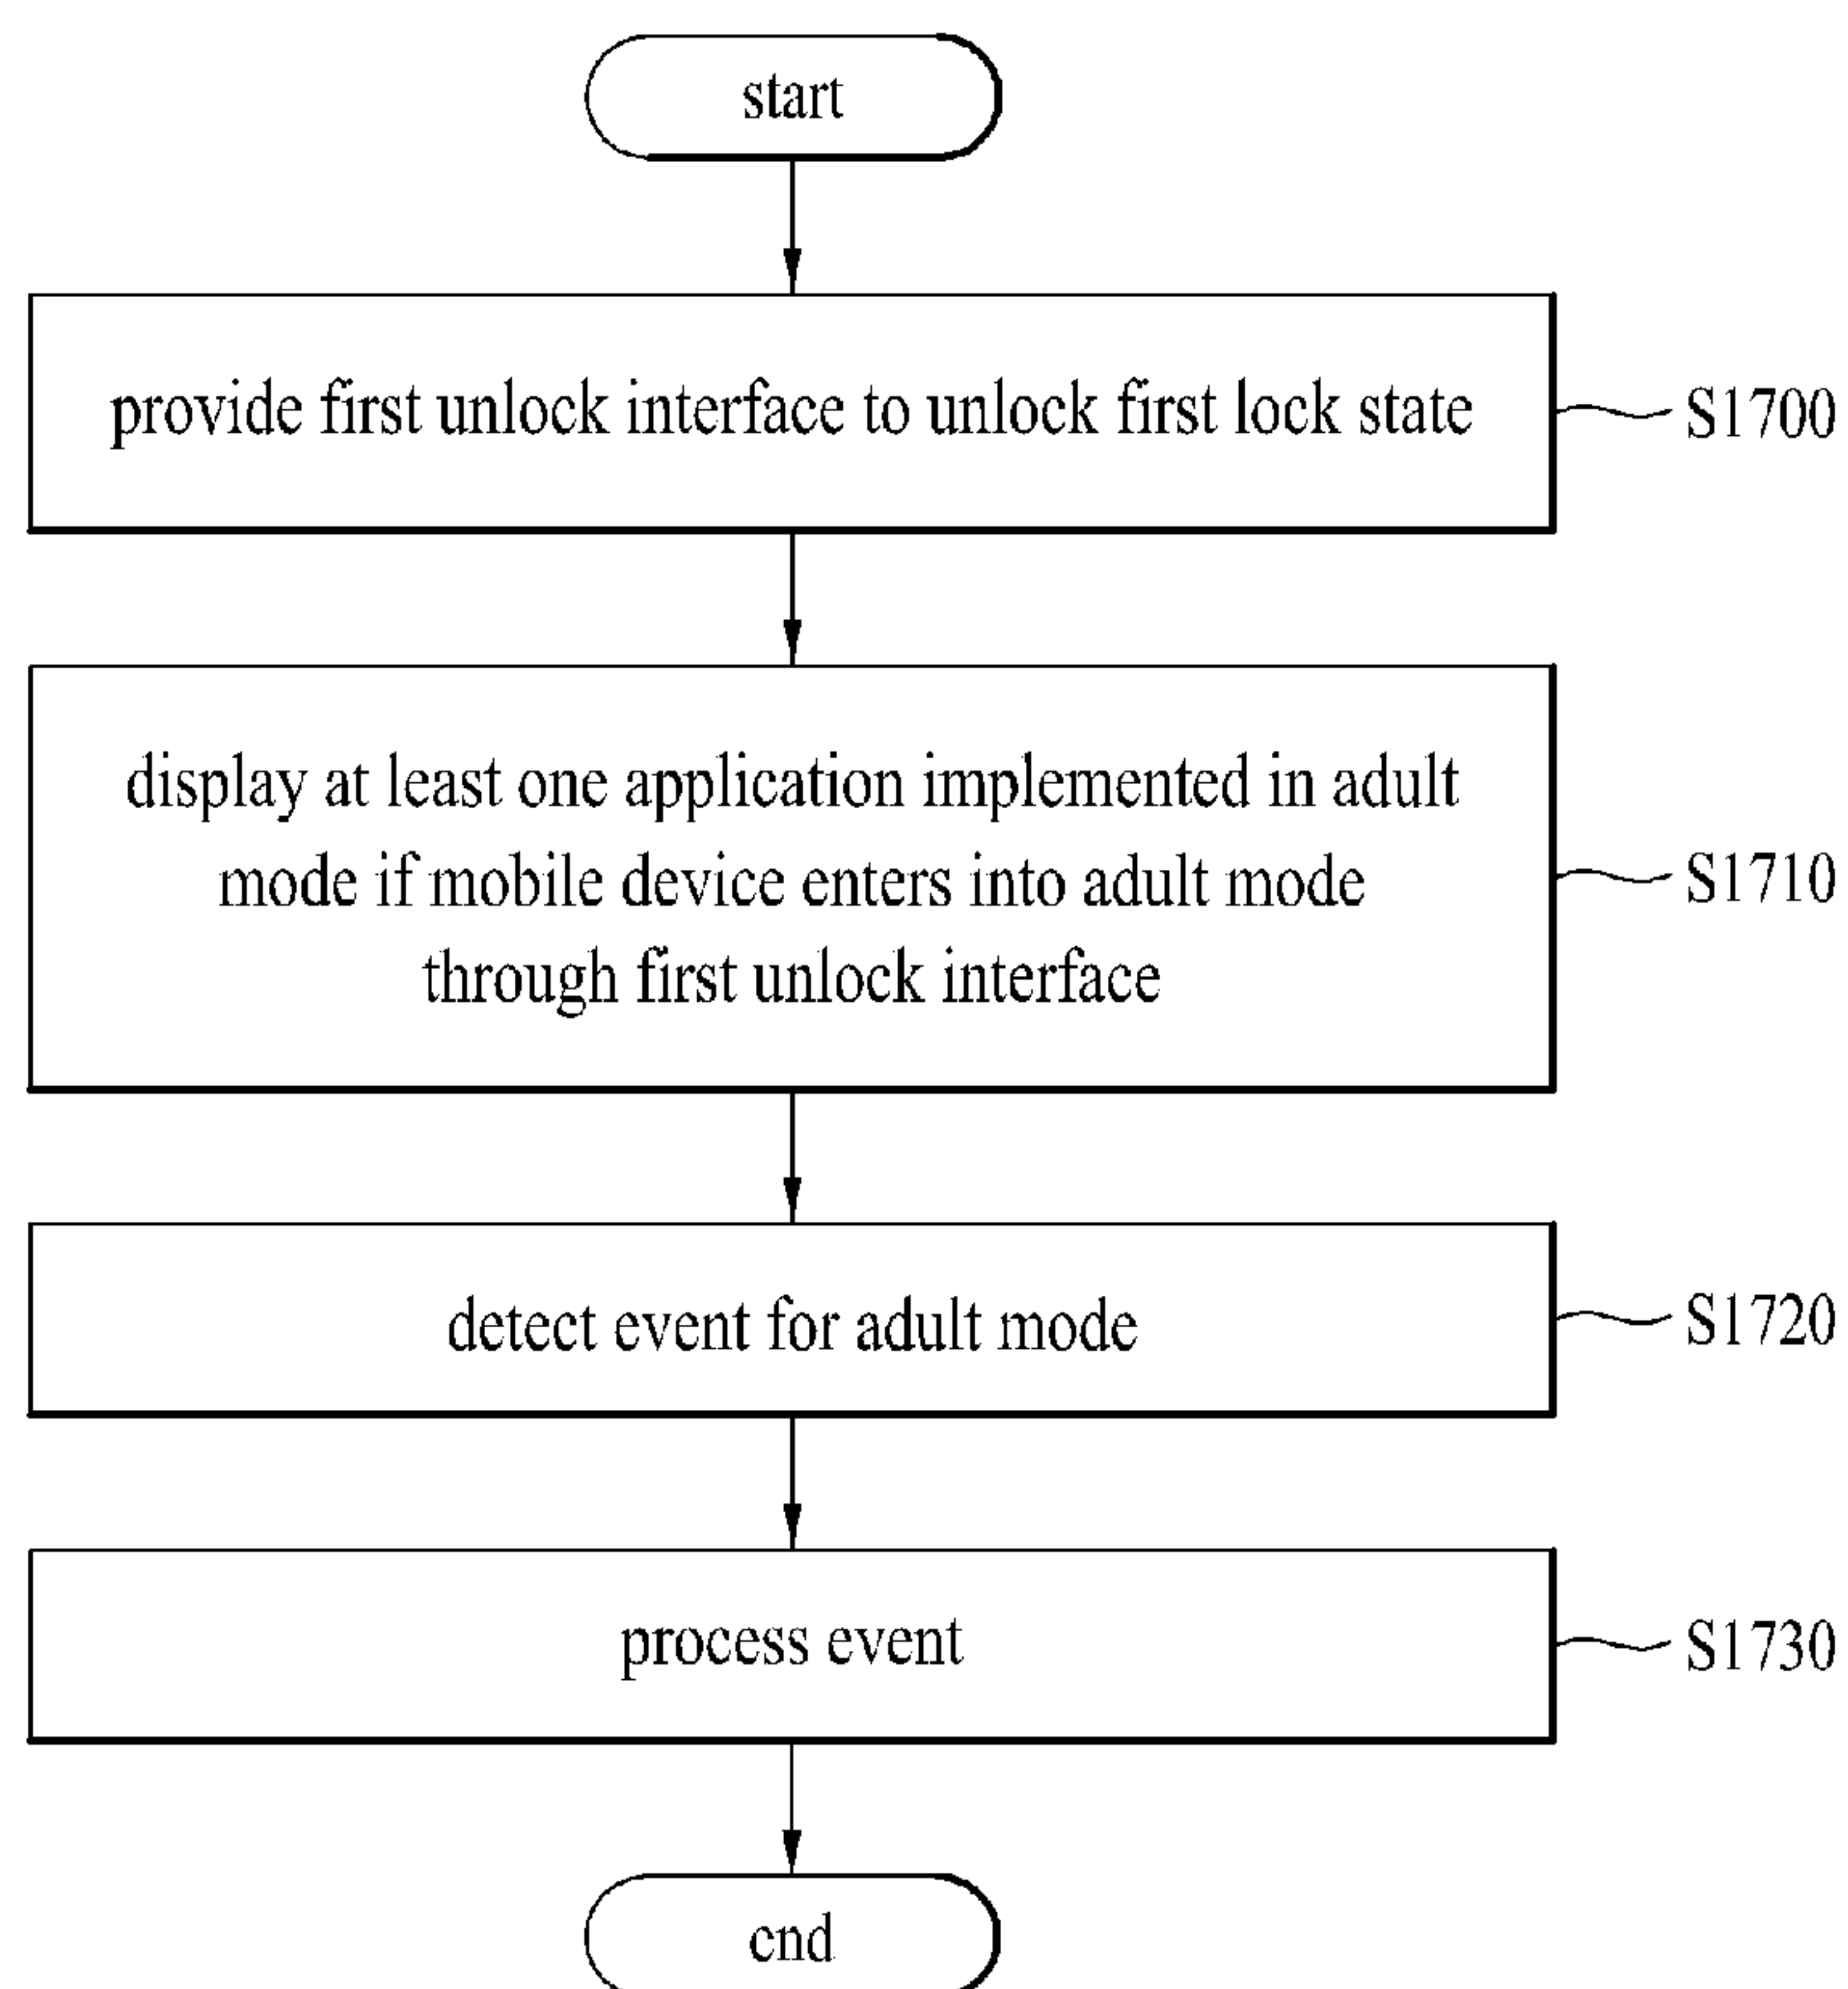 start
provide first unlock interface to unlock first lock state
S1700
display at least one application implemented in adult
mode if mobile device enters into adult mode
through first unlock interface
S1710
detect event for adult mode
S1720
process event
S1730
end